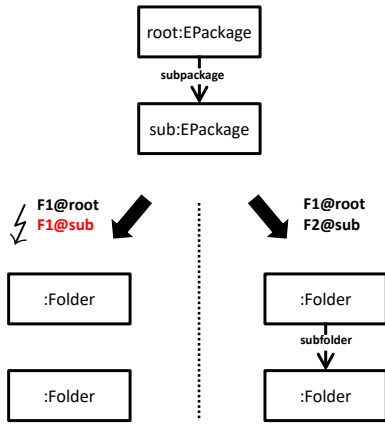 root:EPackage
subpackage
sub:EPackage
F1@root
F1@sub
F1@root
F2@sub
:Folder
:Folder
subfolder
:Folder
:Folder